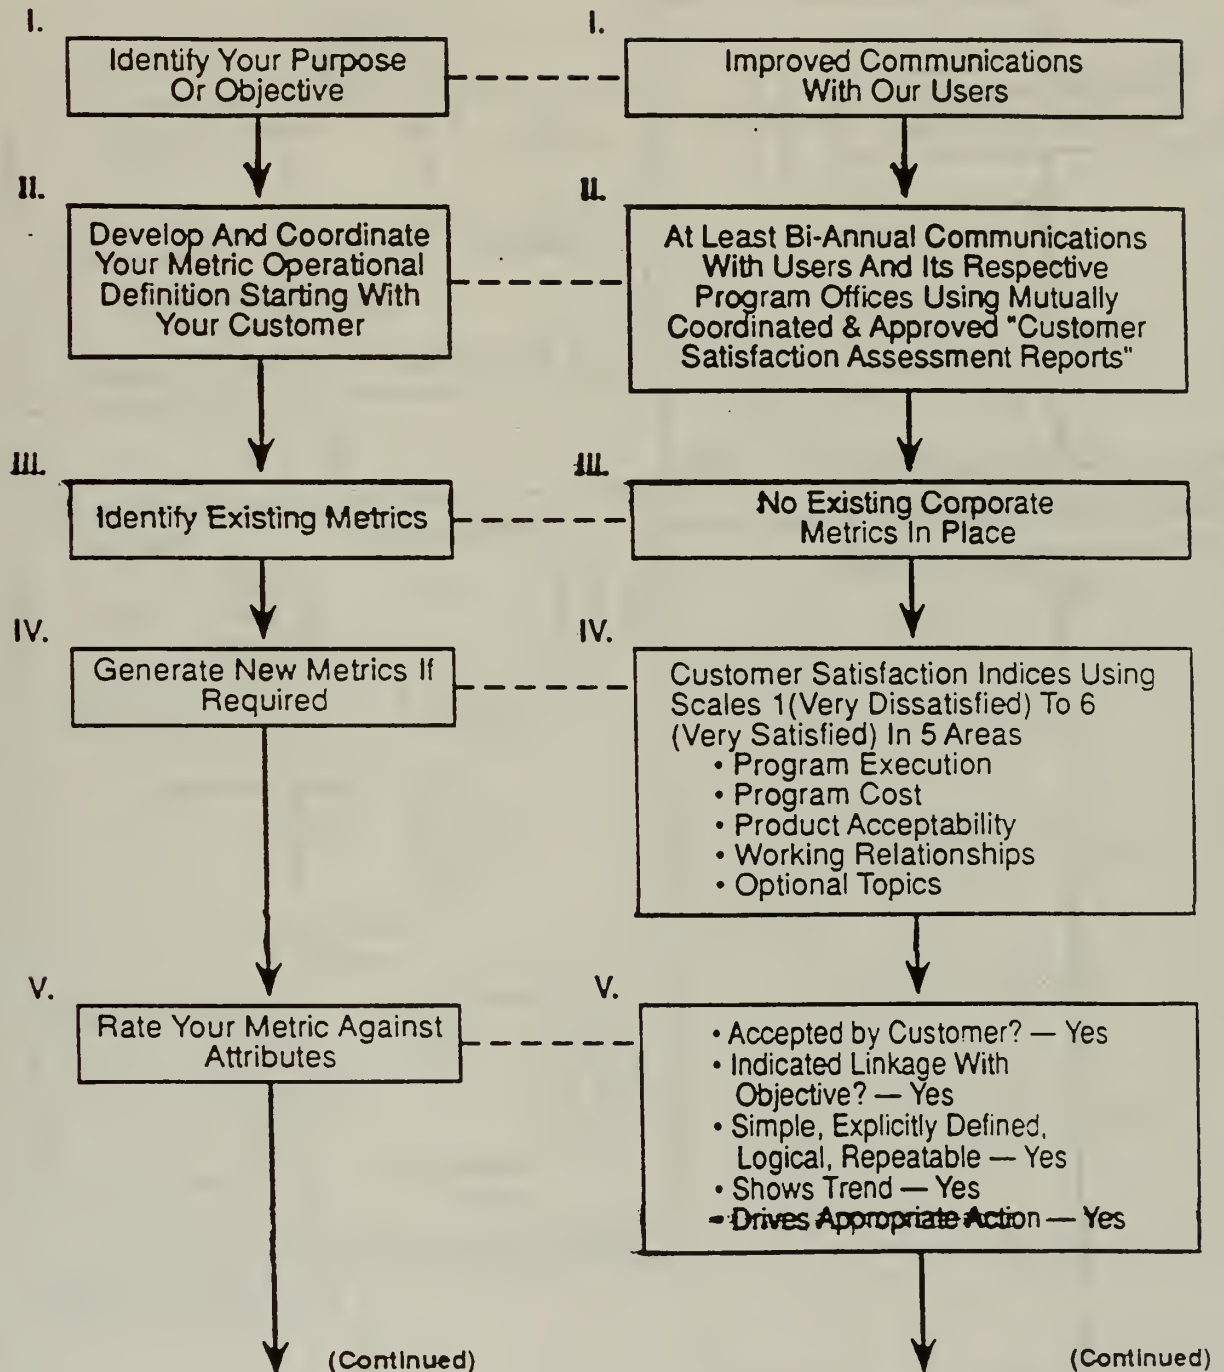 I.
Identify Your Purpose
Or Objective
I.
Improved Communications
With Our Users
II.
Develop And Coordinate
Your Metric Operational
Definition Starting With
Your Customer
II.
At Least Bi-Annual Communications
With Users And Its Respective
Program Offices Using Mutually
Coordinated & Approved "Customer
Satisfaction Assessment Reports"
III.
Identify Existing Metrics
III.
No Existing Corporate
Metrics In Place
IV.
Generate New Metrics If
Required
IV.
Customer Satisfaction Indices Using
Scales 1(Very Dissatisfied) To 6
(Very Satisfied) In 5 Areas
• Program Execution
• Program Cost
• Product Acceptability
• Working Relationships
• Optional Topics
V.
Rate Your Metric Against
Attributes
V.
• Accepted by Customer? — Yes
• Indicated Linkage With
Objective? — Yes
• Simple, Explicitly Defined,
Logical, Repeatable — Yes
• Shows Trend — Yes
• Drives Appropriate Action — Yes
(Continued)
(Continued)